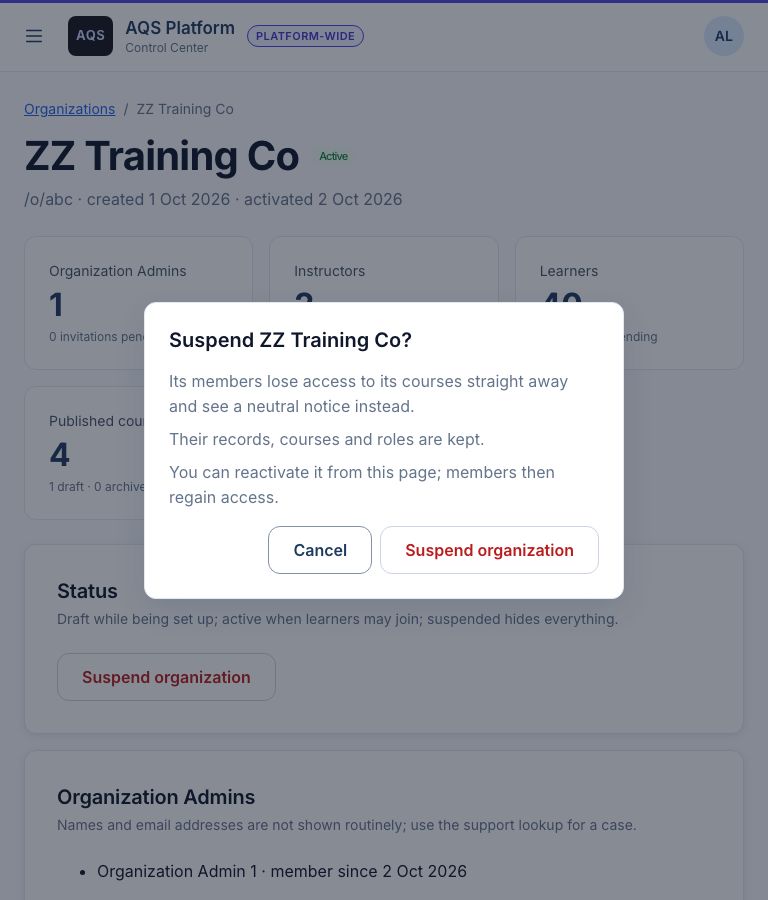 AQS
AQS Platform
Control Center
PLATFORM-WIDE
AL
Organizations / ZZ Training Co
ZZ Training Co
Active
/o/abc · created 1 Oct 2026 · activated 2 Oct 2026
Organization Admins
1
0 invitations
Instructors
Learners
Published
4
1 draft · 0
Suspend ZZ Training Co?
Its members lose access to its courses straight away
and see a neutral notice instead.
Their records, courses and roles are kept.
You can reactivate it from this page; members then
regain access.
Cancel
Suspend organization
Status
Draft while being set up; active when learners may join; suspended hides everything.
Suspend organization
Organization Admins
Names and email addresses are not shown routinely; use the support lookup for a case.
• Organization Admin 1 · member since 2 Oct 2026